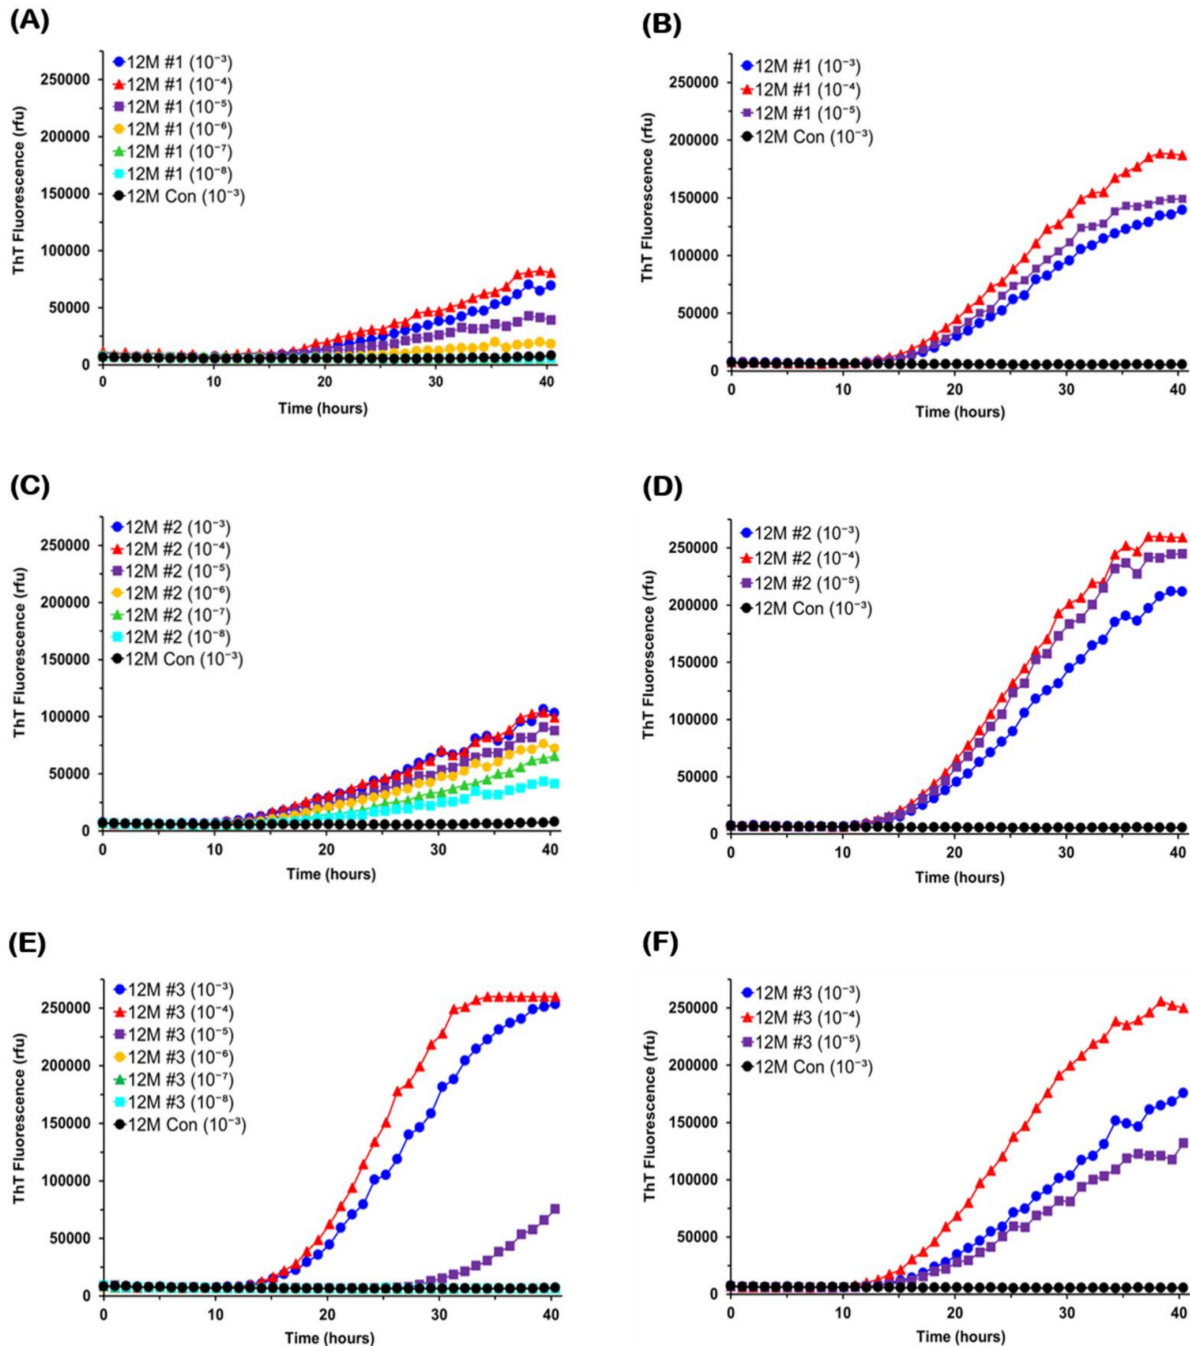 (A)
12M #1 (10⁻³)
12M #1 (10⁻⁴)
12M #1 (10⁻⁵)
12M #1 (10⁻⁶)
12M #1 (10⁻⁷)
12M #1 (10⁻⁸)
12M Con (10⁻³)
250000
200000
150000
100000
50000
0
ThT Fluorescence (rfu)
0 10 20 30 40
Time (hours)
(B)
12M #1 (10⁻³)
12M #1 (10⁻⁴)
12M #1 (10⁻⁵)
12M Con (10⁻³)
250000
200000
150000
100000
50000
0
ThT Fluorescence (rfu)
0 10 20 30 40
Time (hours)
(C)
12M #2 (10⁻³)
12M #2 (10⁻⁴)
12M #2 (10⁻⁵)
12M #2 (10⁻⁶)
12M #2 (10⁻⁷)
12M #2 (10⁻⁸)
12M Con (10⁻³)
250000
200000
150000
100000
50000
0
ThT Fluorescence (rfu)
0 10 20 30 40
Time (hours)
(D)
12M #2 (10⁻³)
12M #2 (10⁻⁴)
12M #2 (10⁻⁵)
12M Con (10⁻³)
250000
200000
150000
100000
50000
0
ThT Fluorescence (rfu)
0 10 20 30 40
Time (hours)
(E)
12M #3 (10⁻³)
12M #3 (10⁻⁴)
12M #3 (10⁻⁵)
12M #3 (10⁻⁶)
12M #3 (10⁻⁷)
12M #3 (10⁻⁸)
12M Con (10⁻³)
250000
200000
150000
100000
50000
0
ThT Fluorescence (rfu)
0 10 20 30 40
Time (hours)
(F)
12M #3 (10⁻³)
12M #3 (10⁻⁴)
12M #3 (10⁻⁵)
12M Con (10⁻³)
250000
200000
150000
100000
50000
0
ThT Fluorescence (rfu)
0 10 20 30 40
Time (hours)